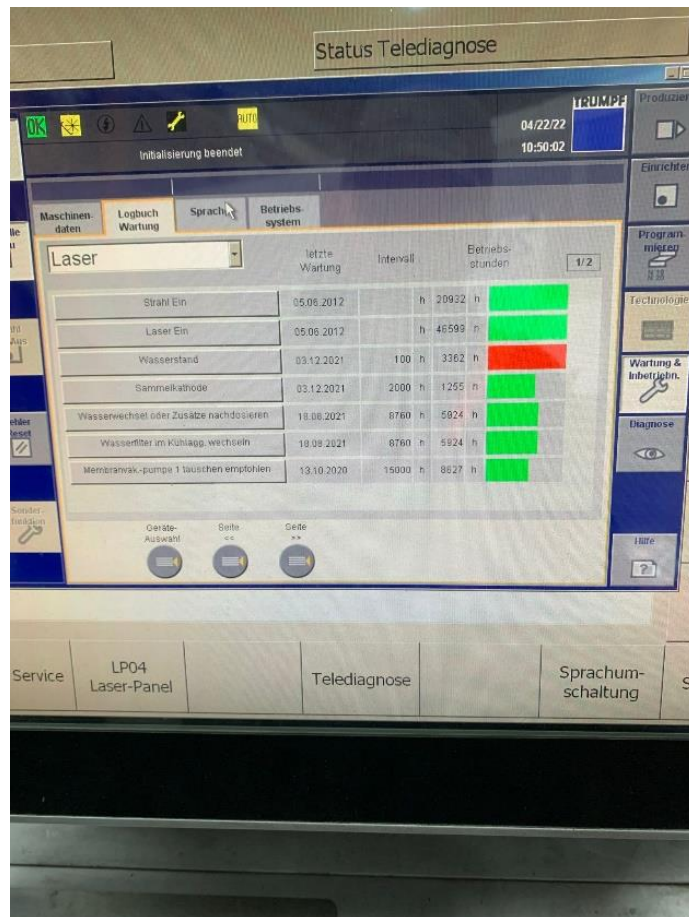 Status Telediagnose
TRUMPF
Produzier
OK
AUTO
04/22/22
Initialisierung beendet
10:50:02
Einrichten
Maschinen-
daten
Logbuch
Wartung
Sprach
Betriebs-
system
Program-
mieren
Laser
letzte
Wartung
Intervall
Betriebs-
stunden
1/2
Strahl Ein 05.06.2012 h 20932 h
Technologie
Laser Ein 05.06.2012 h 46599 h
Wasserstand 03.12.2021 100 h 3362 h
Wartung &
Inbetriebn.
Sammelkathode 03.12.2021 2000 h 1255 h
Wasserwechsel oder Zusätze nachdosieren 18.08.2021 8760 h 5924 h
Diagnose
Wasserfilter im Kühlagg. wechseln 18.08.2021 8760 h 5924 h
Membranvak.-pumpe 1 tauschen empfohlen 13.10.2020 15000 h 8627 h
Sonder-
funktion
Geräte-
Auswahl
Seite
<<
Seite
>>
Hilfe
?
Service
LP04
Laser-Panel
Telediagnose
Sprachum-
schaltung
S